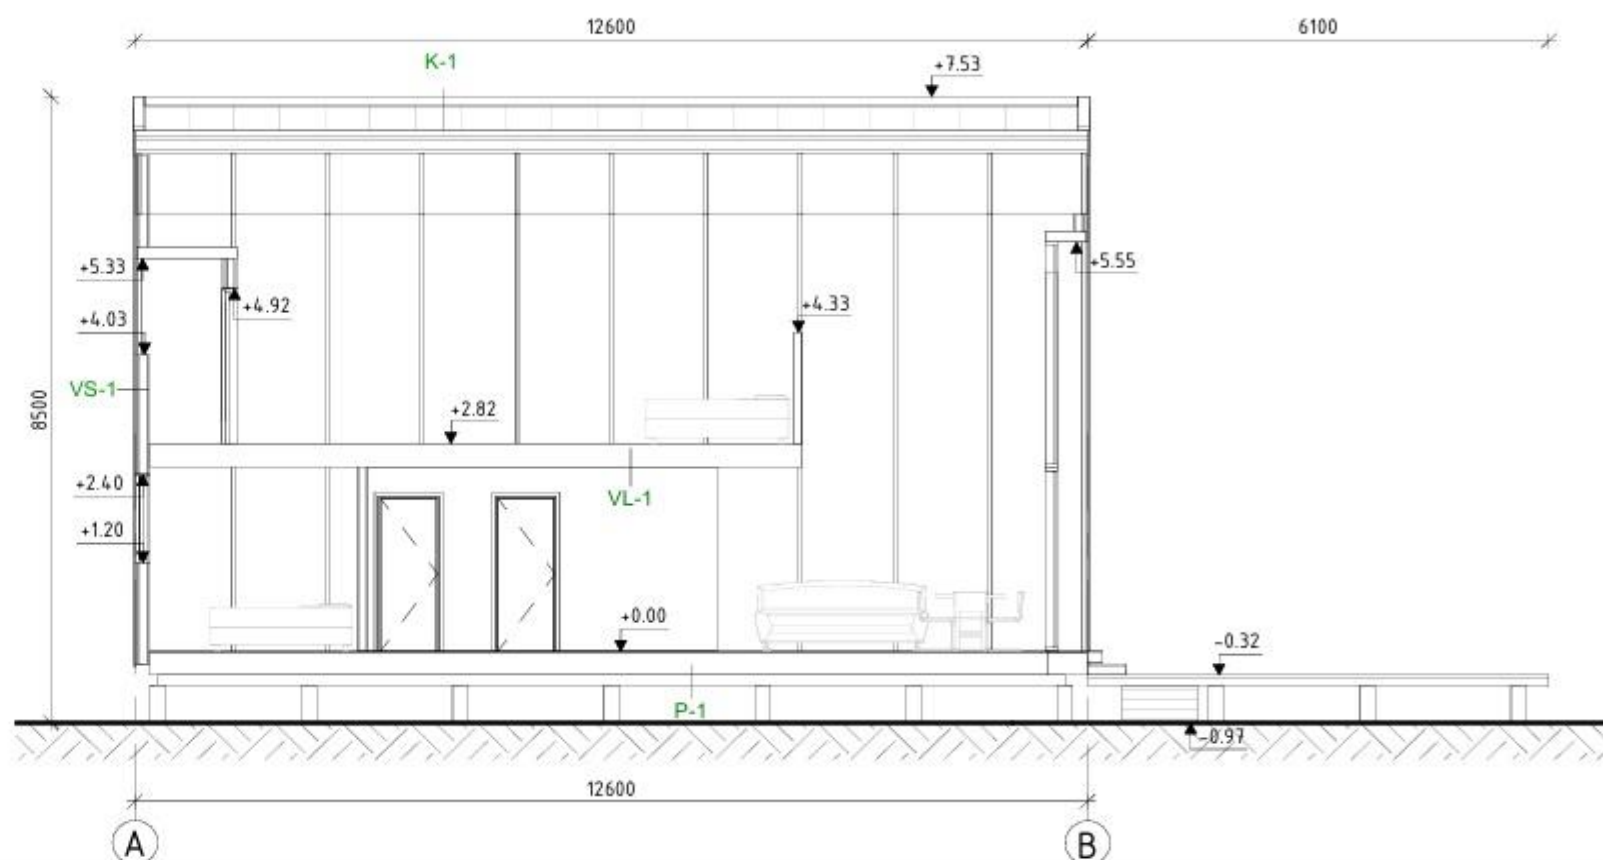 12600
6100
K-1
+7.53
+5.33
+5.55
+4.92
+4.33
+4.03
VS-1
8500
+2.82
+2.40
VL-1
+1.20
+0.00
-0.32
P-1
-0.97
12600
A
B